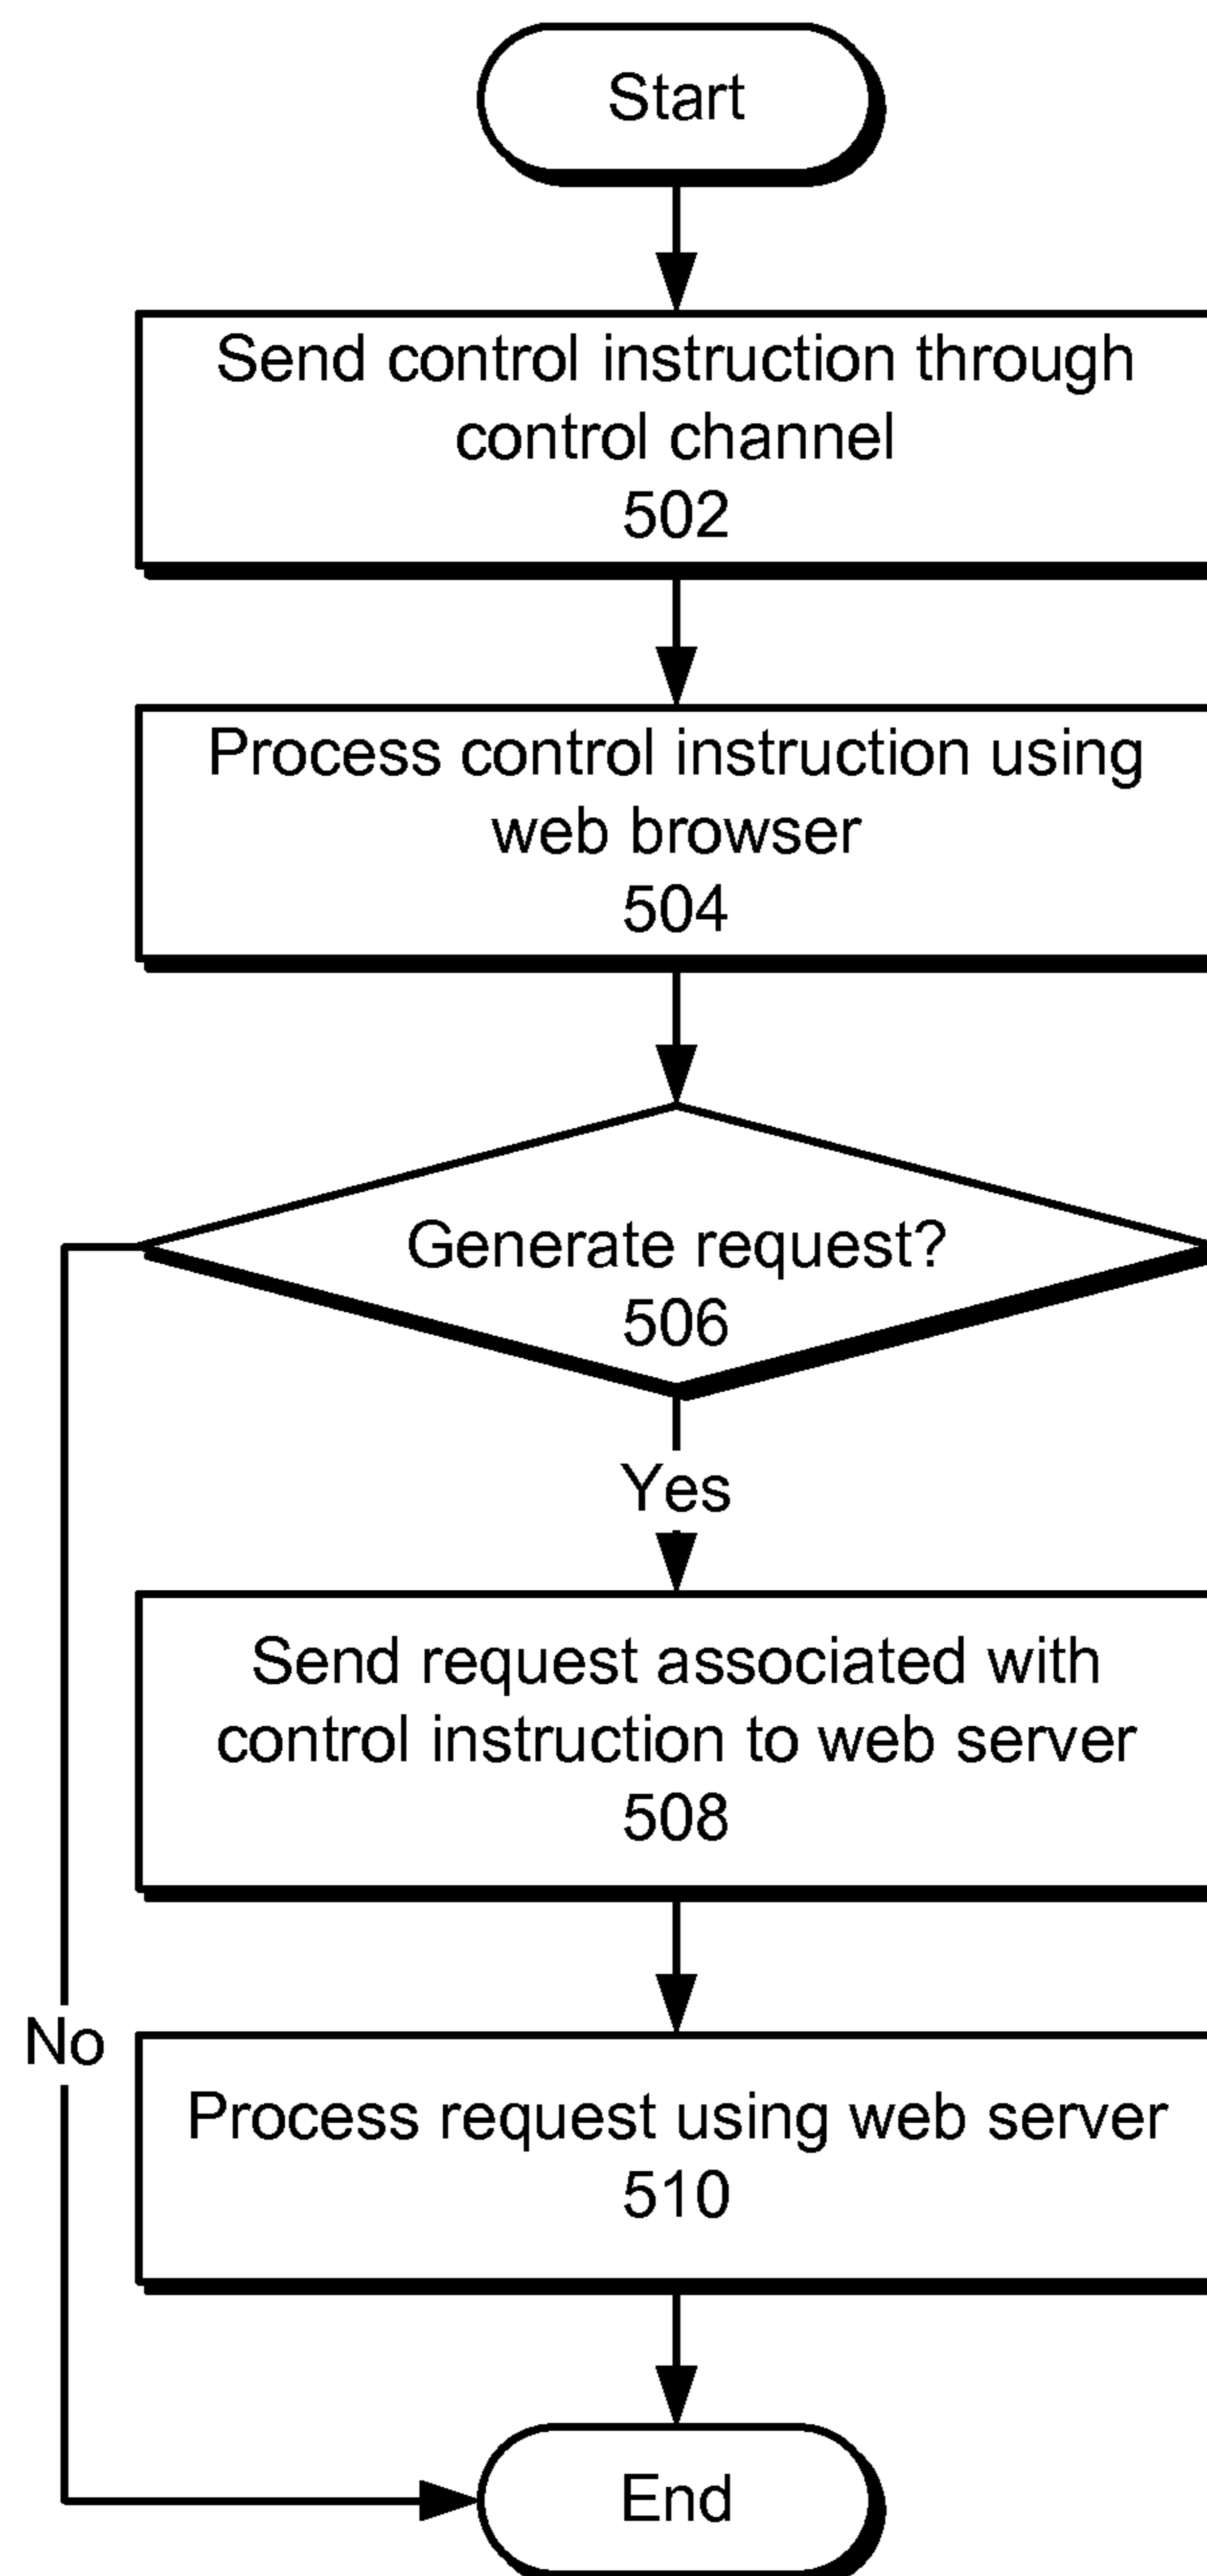 Start
Send control instruction through
control channel
502
Process control instruction using
web browser
504
Generate request?
506
Yes
Send request associated with
control instruction to web server
508
No
Process request using web server
510
End